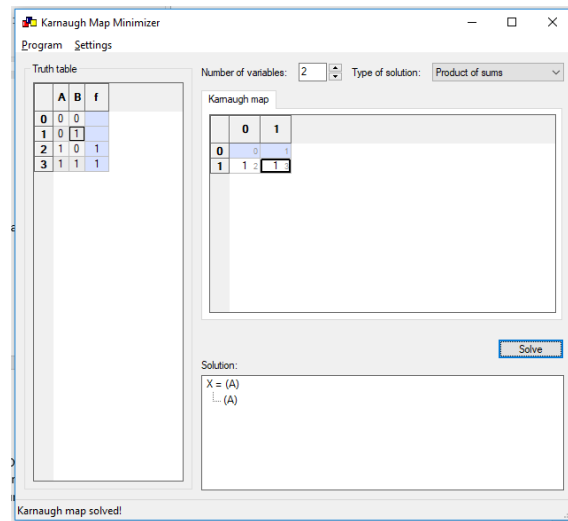 Karnaugh Map Minimizer
Program Settings
Truth table
Number of variables: 2 Type of solution: Product of sums
Karnaugh map
A B f
0 0 0
1 0 1
2 1 0 1
3 1 1 1
0 1
0 0 1
1 1 2 1 3
Solve
Solution:
X = (A)
(A)
Karnaugh map solved!